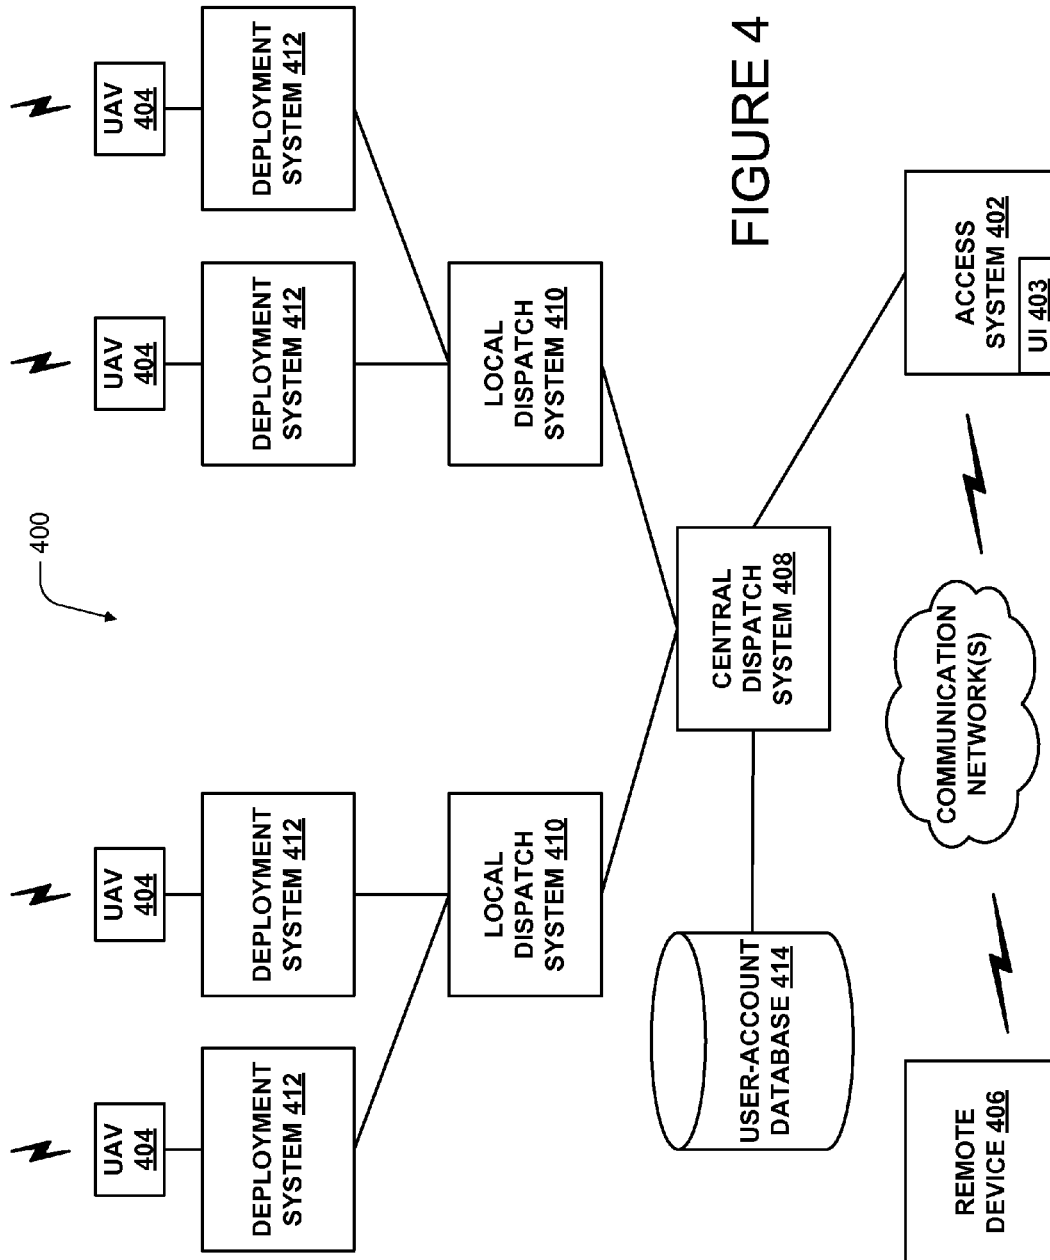 400
UAV
404
UAV
404
UAV
404
UAV
404
DEPLOYMENT
SYSTEM 412
DEPLOYMENT
SYSTEM 412
DEPLOYMENT
SYSTEM 412
DEPLOYMENT
SYSTEM 412
LOCAL
DISPATCH
SYSTEM 410
LOCAL
DISPATCH
SYSTEM 410
USER-ACCOUNT
DATABASE 414
CENTRAL
DISPATCH
SYSTEM 408
FIGURE 4
REMOTE
DEVICE 406
COMMUNICATION
NETWORK(S)
ACCESS
SYSTEM 402
UI 403